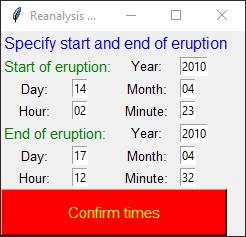 Reanalysis ...
Specify start and end of eruption
Start of eruption: Year: 2010
Day: 14 Month: 04
Hour: 02 Minute: 23
End of eruption: Year: 2010
Day: 17 Month: 04
Hour: 12 Minute: 32
Confirm times